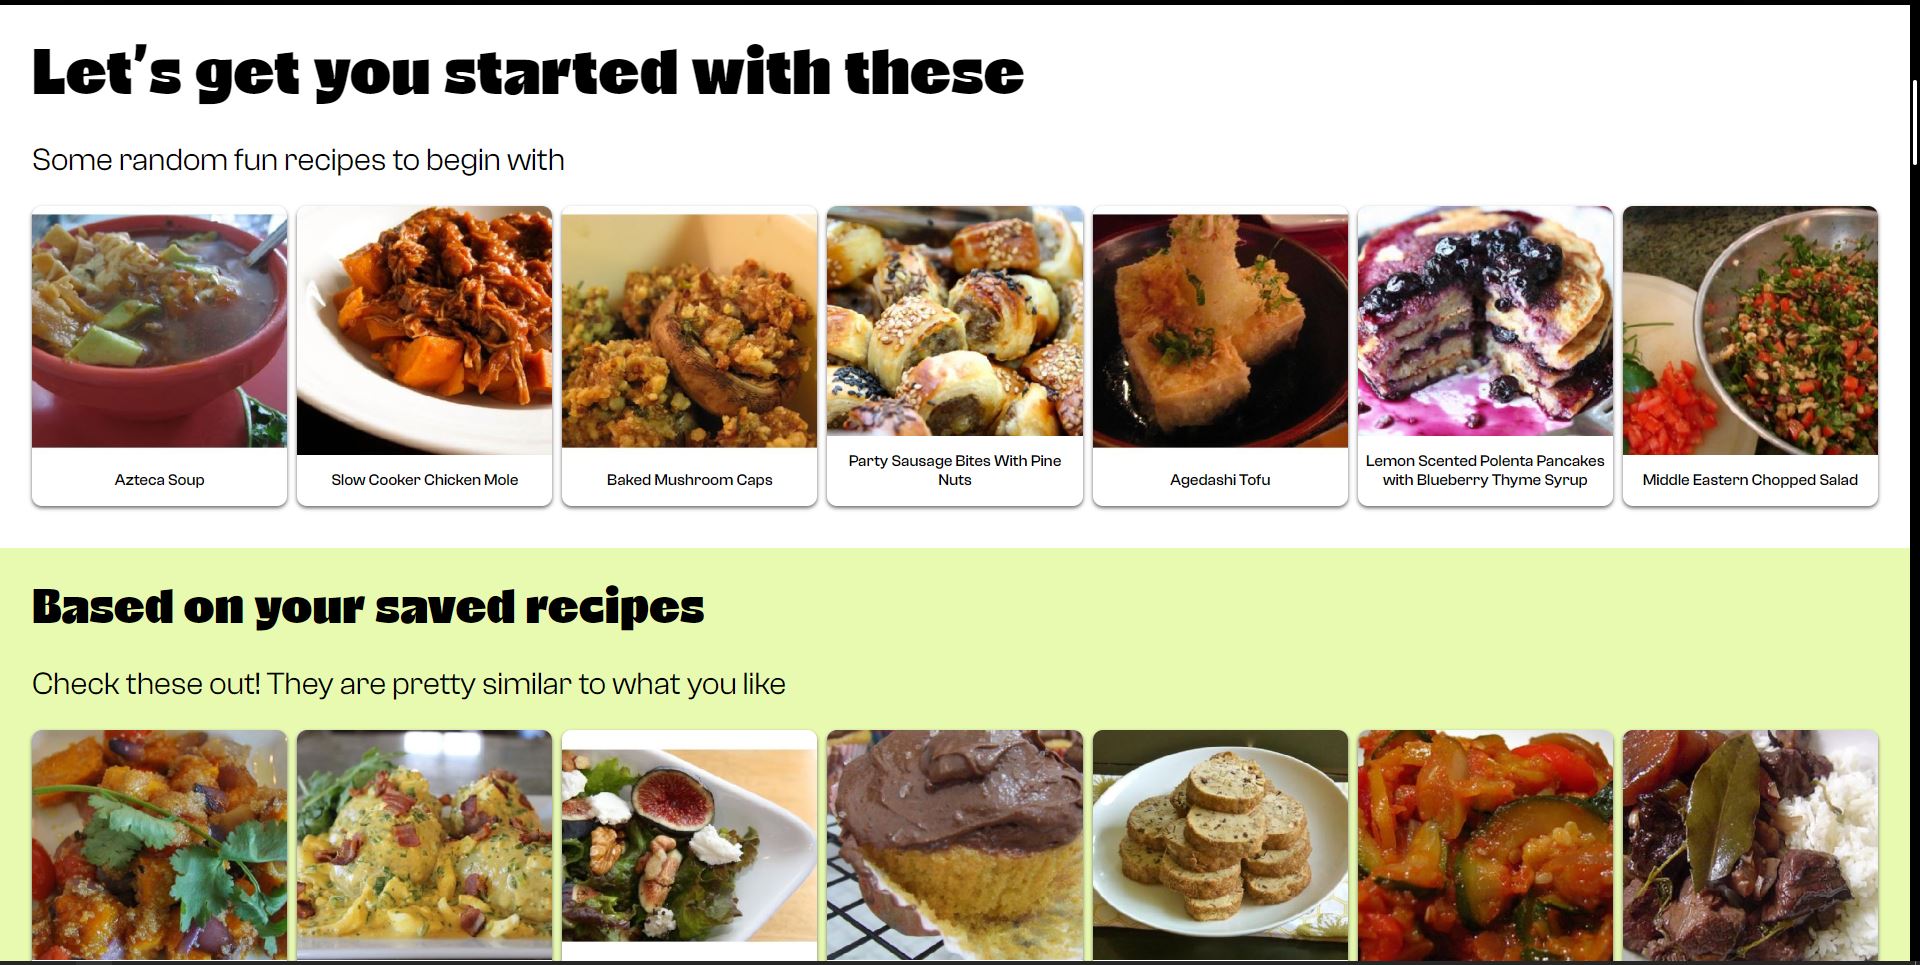 Let's get you started with these
Some random fun recipes to begin with
Azteca Soup
Slow Cooker Chicken Mole
Baked Mushroom Caps
Party Sausage Bites With Pine
Nuts
Agedashi Tofu
Lemon Scented Polenta Pancakes
with Blueberry Thyme Syrup
Middle Eastern Chopped Salad
Based on your saved recipes
Check these out! They are pretty similar to what you like